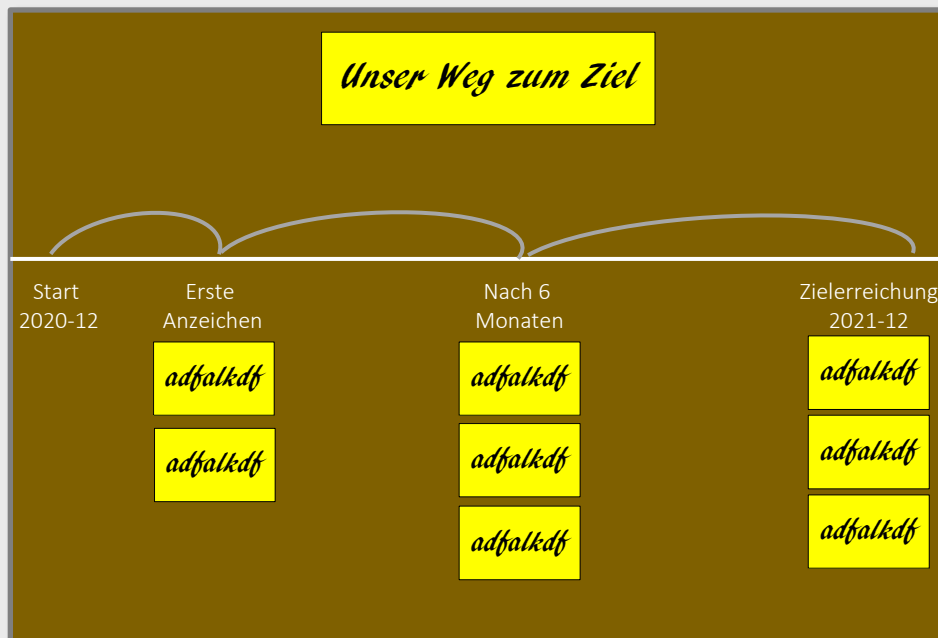 Unser Weg zum Ziel
Start
2020-12
Erste
Anzeichen
Nach 6
Monaten
Zielerreichung
2021-12
adfalkdf
adfalkdf
adfalkdf
adfalkdf
adfalkdf
adfalkdf
adfalkdf
adfalkdf